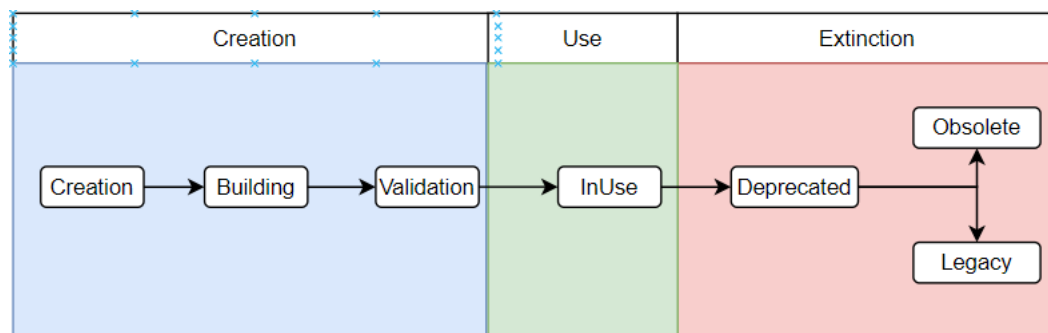 Creation
Use
Extinction
Obsolete
Creation
Building
Validation
InUse
Deprecated
Legacy